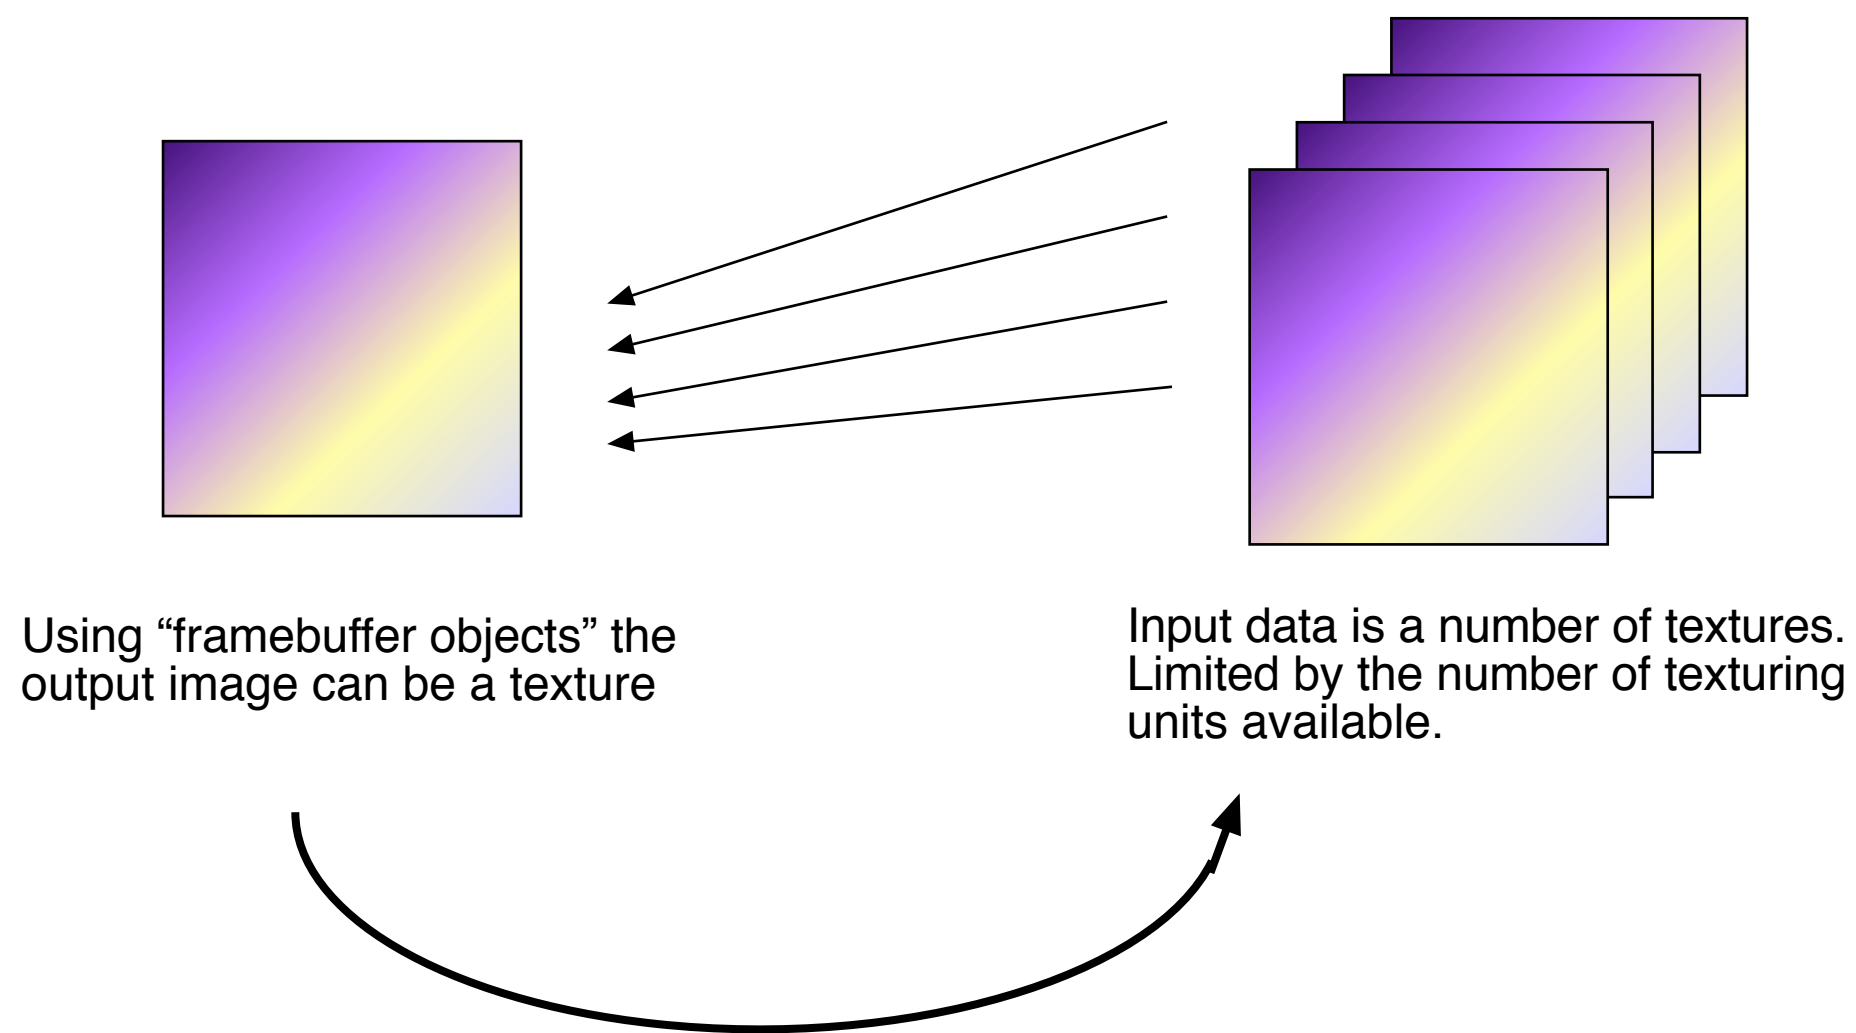 Using “framebuffer objects” the
output image can be a texture
Input data is a number of textures.
Limited by the number of texturing
units available.